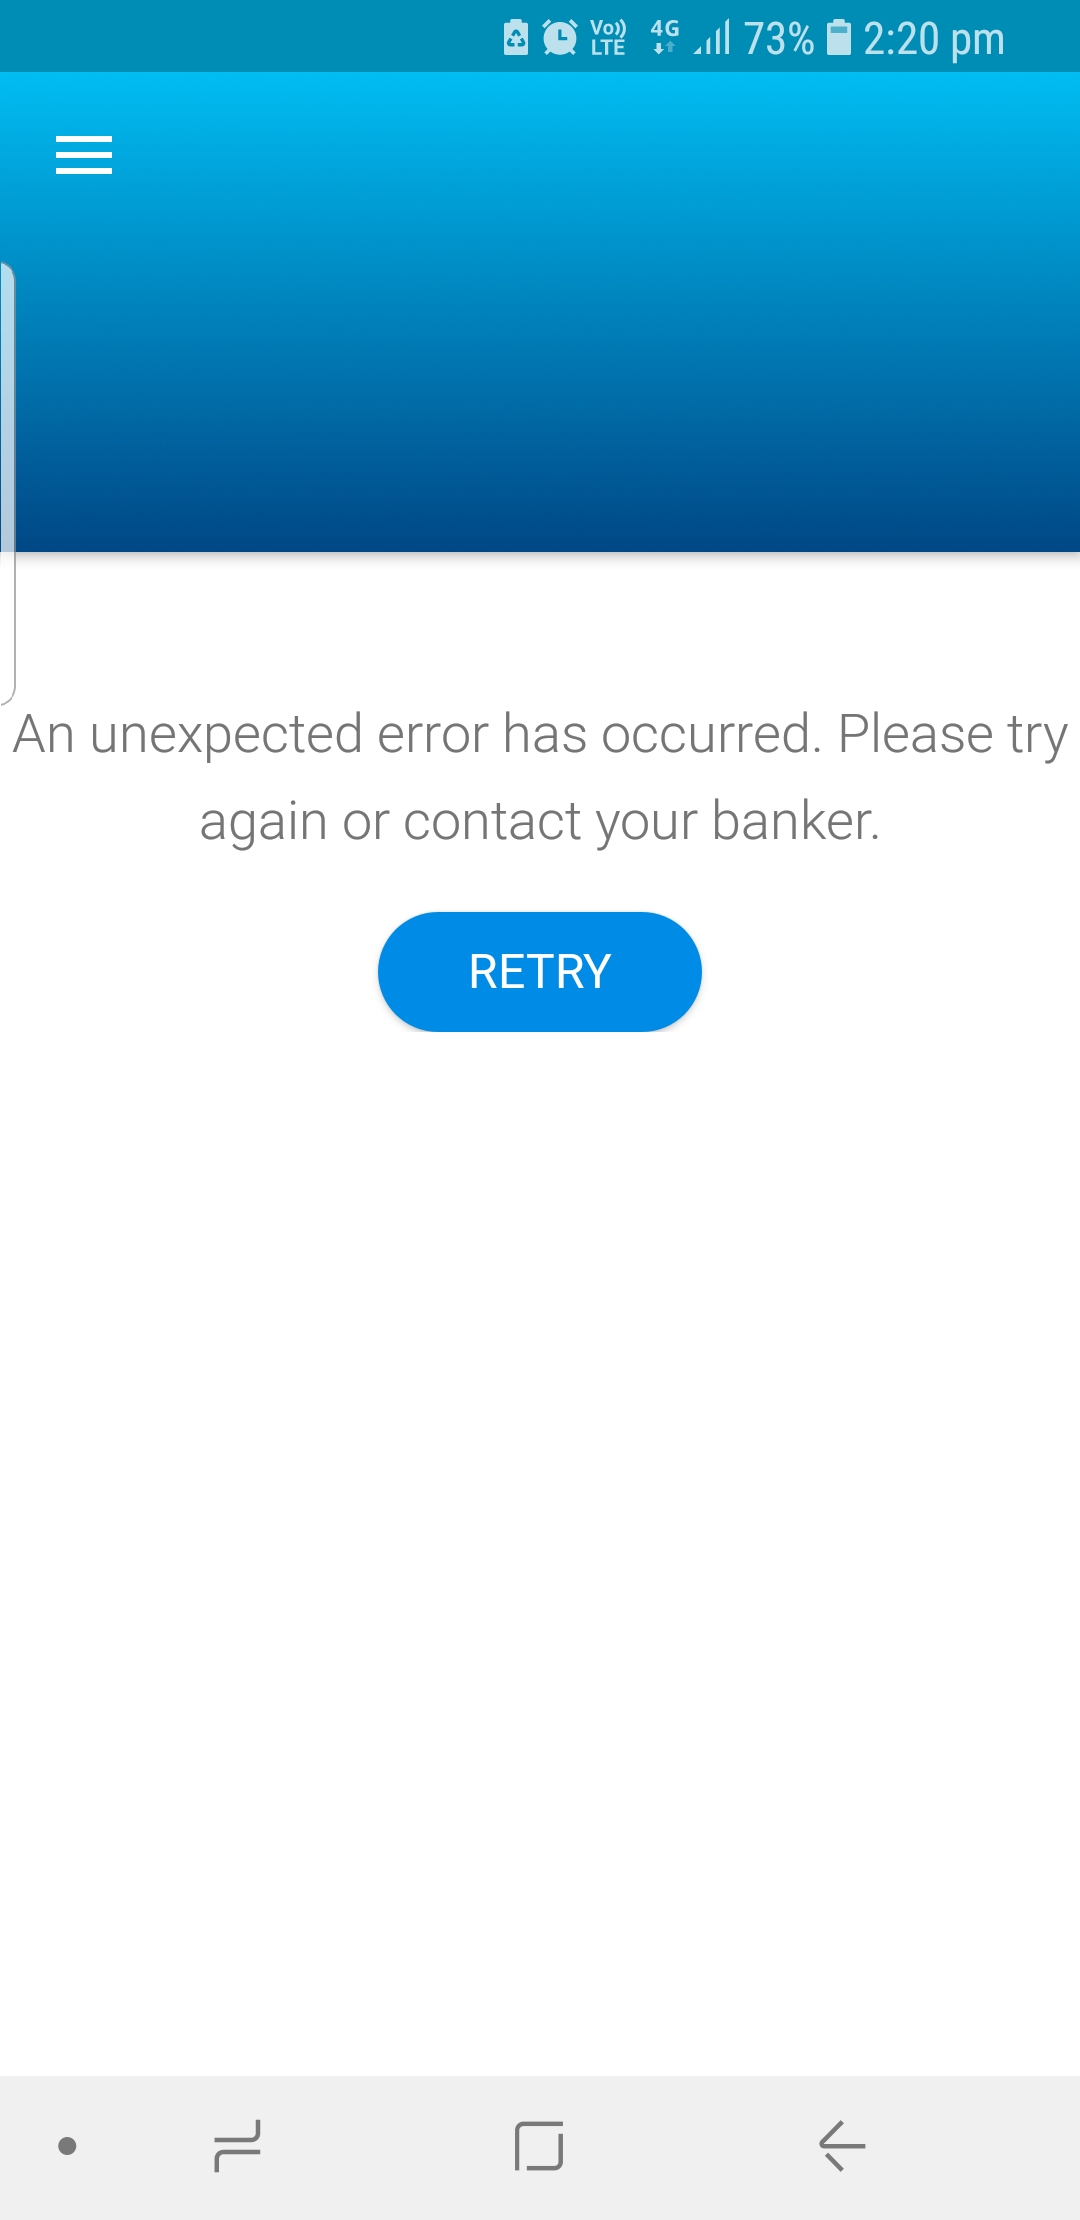 Vo)) LTE 4G 73% 2:20 pm
An unexpected error has occurred. Please try
again or contact your banker.
RETRY